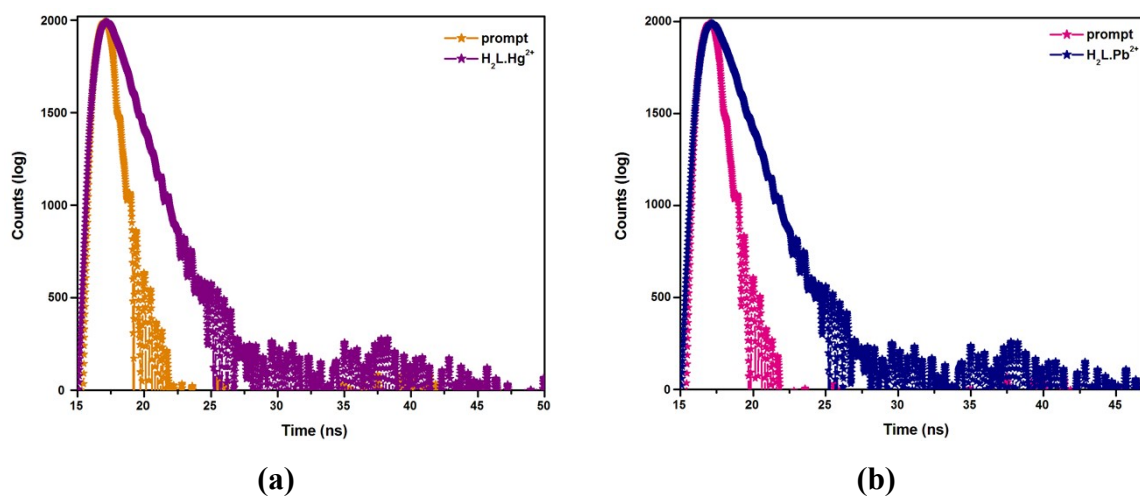 2000
1500
1000
500
0
Counts (log)
prompt
H₂L.Hg²⁺
15 20 25 30 35 40 45 50
Time (ns)
(a)
2000
1500
1000
500
0
Counts (log)
prompt
H₂L.Pb²⁺
15 20 25 30 35 40 45
Time (ns)
(b)